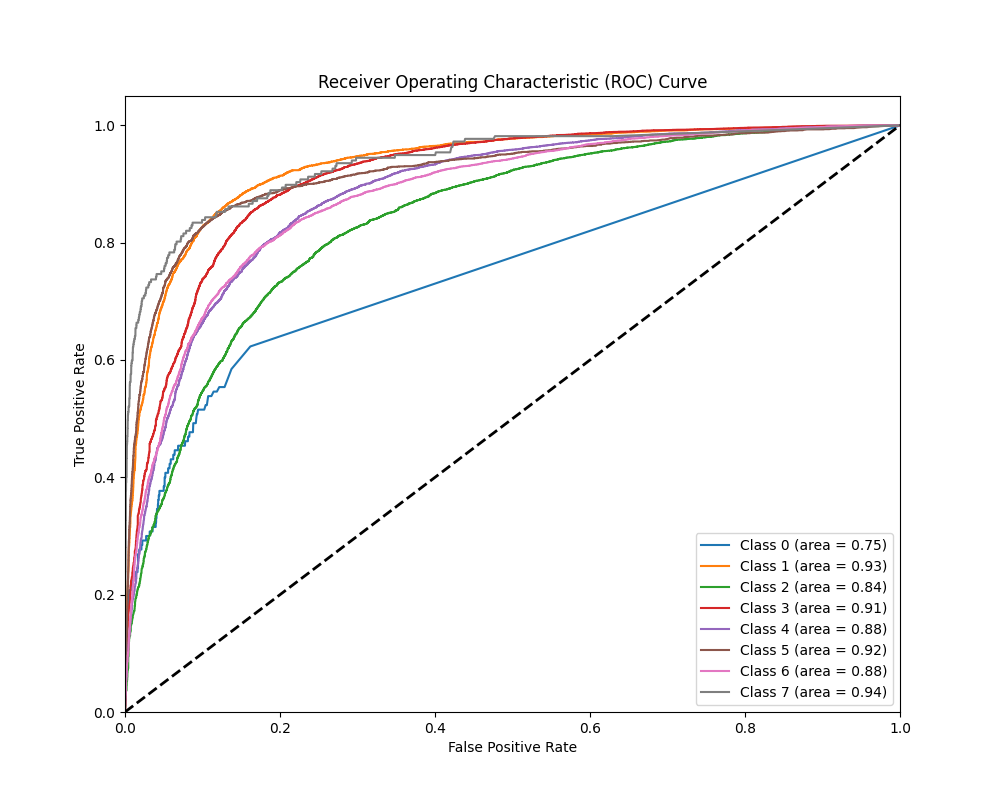 Receiver Operating Characteristic (ROC) Curve
1.0
0.8
0.6
0.4
0.2
0.0
True Positive Rate
Class 0 (area = 0.75)
Class 1 (area = 0.93)
Class 2 (area = 0.84)
Class 3 (area = 0.91)
Class 4 (area = 0.88)
Class 5 (area = 0.92)
Class 6 (area = 0.88)
Class 7 (area = 0.94)
0.0 0.2 0.4 0.6 0.8 1.0
False Positive Rate